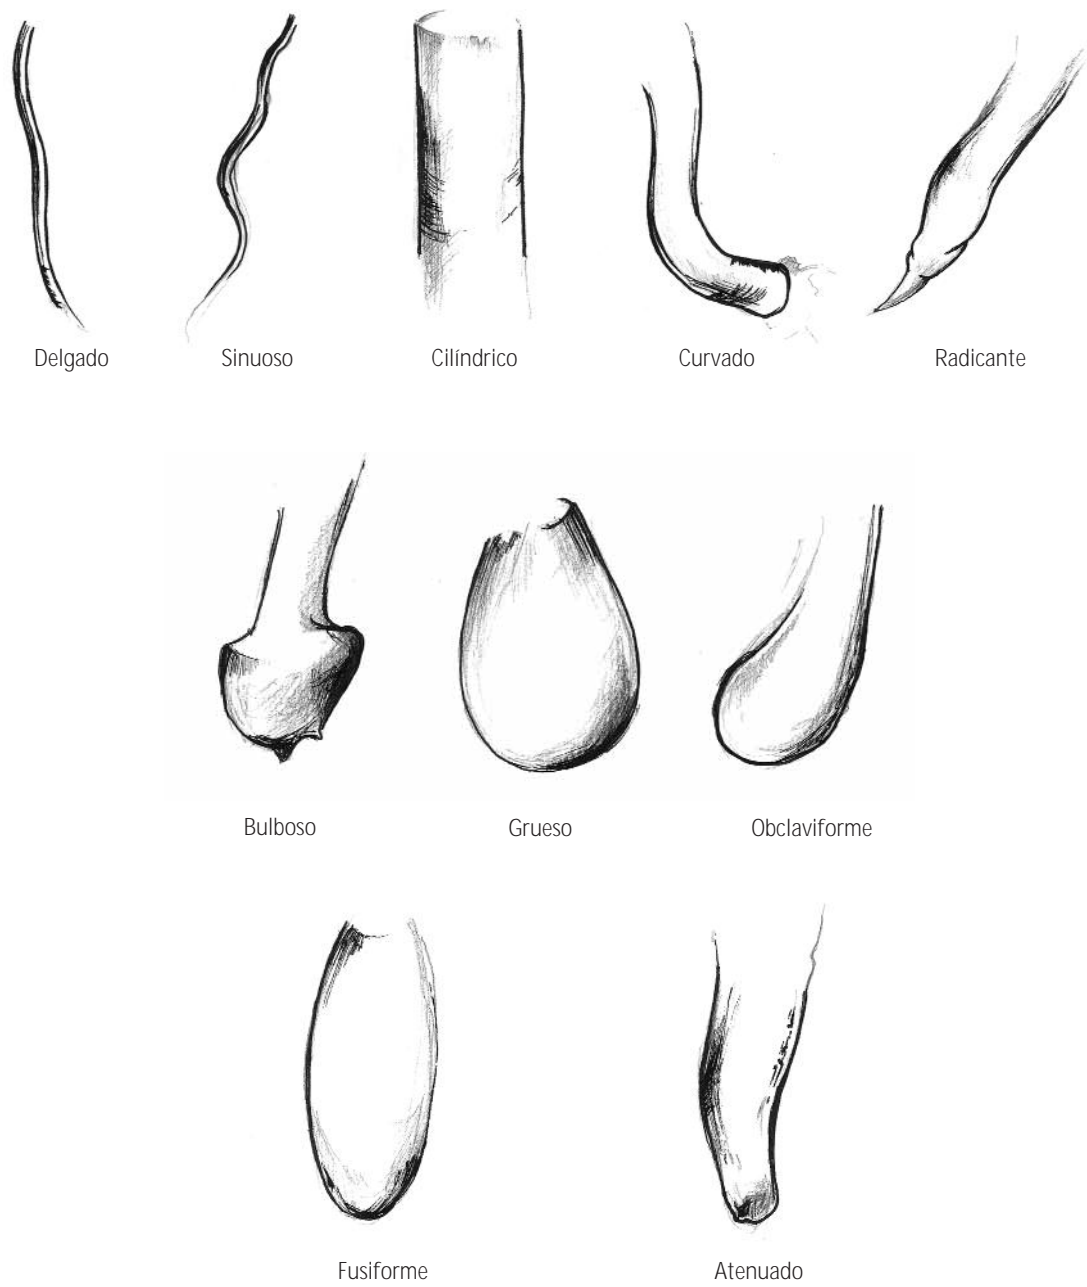 Delgado
Sinuoso
Cilíndrico
Curvado
Radicante
Bulboso
Grueso
Obclaviforme
Fusiforme
Atenuado